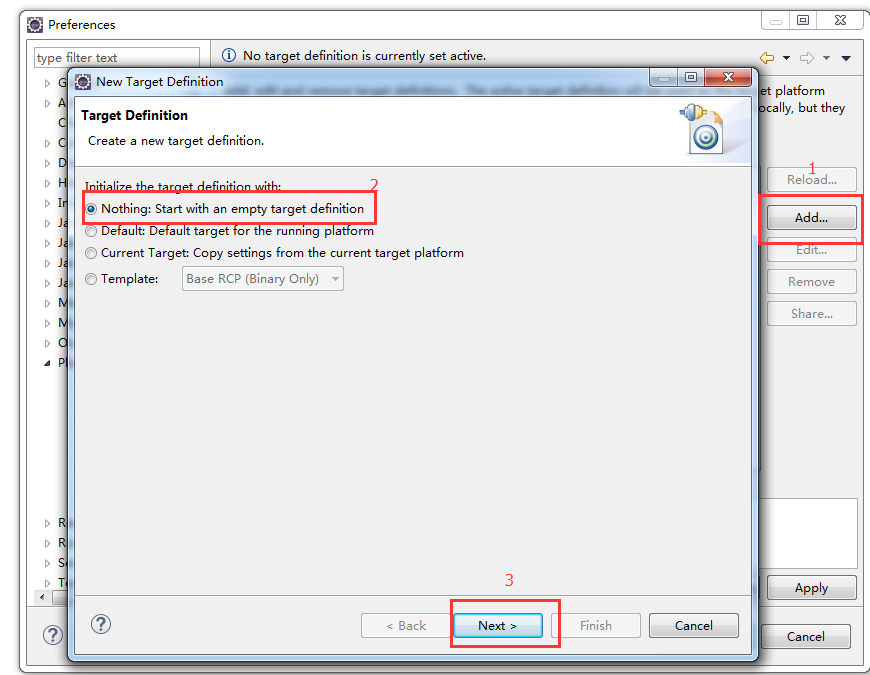 Preferences
type filter text
No target definition is currently set active.
New Target Definition
et platform
ocally, but they
Target Definition
Create a new target definition.
1
Reload...
Initialize the target definition with:
2
Nothing: Start with an empty target definition
Add...
Default: Default target for the running platform
Current Target: Copy settings from the current target platform
Edit...
Template:
Base RCP (Binary Only)
Remove
Share...
3
Apply
< Back
Next >
Finish
Cancel
Cancel